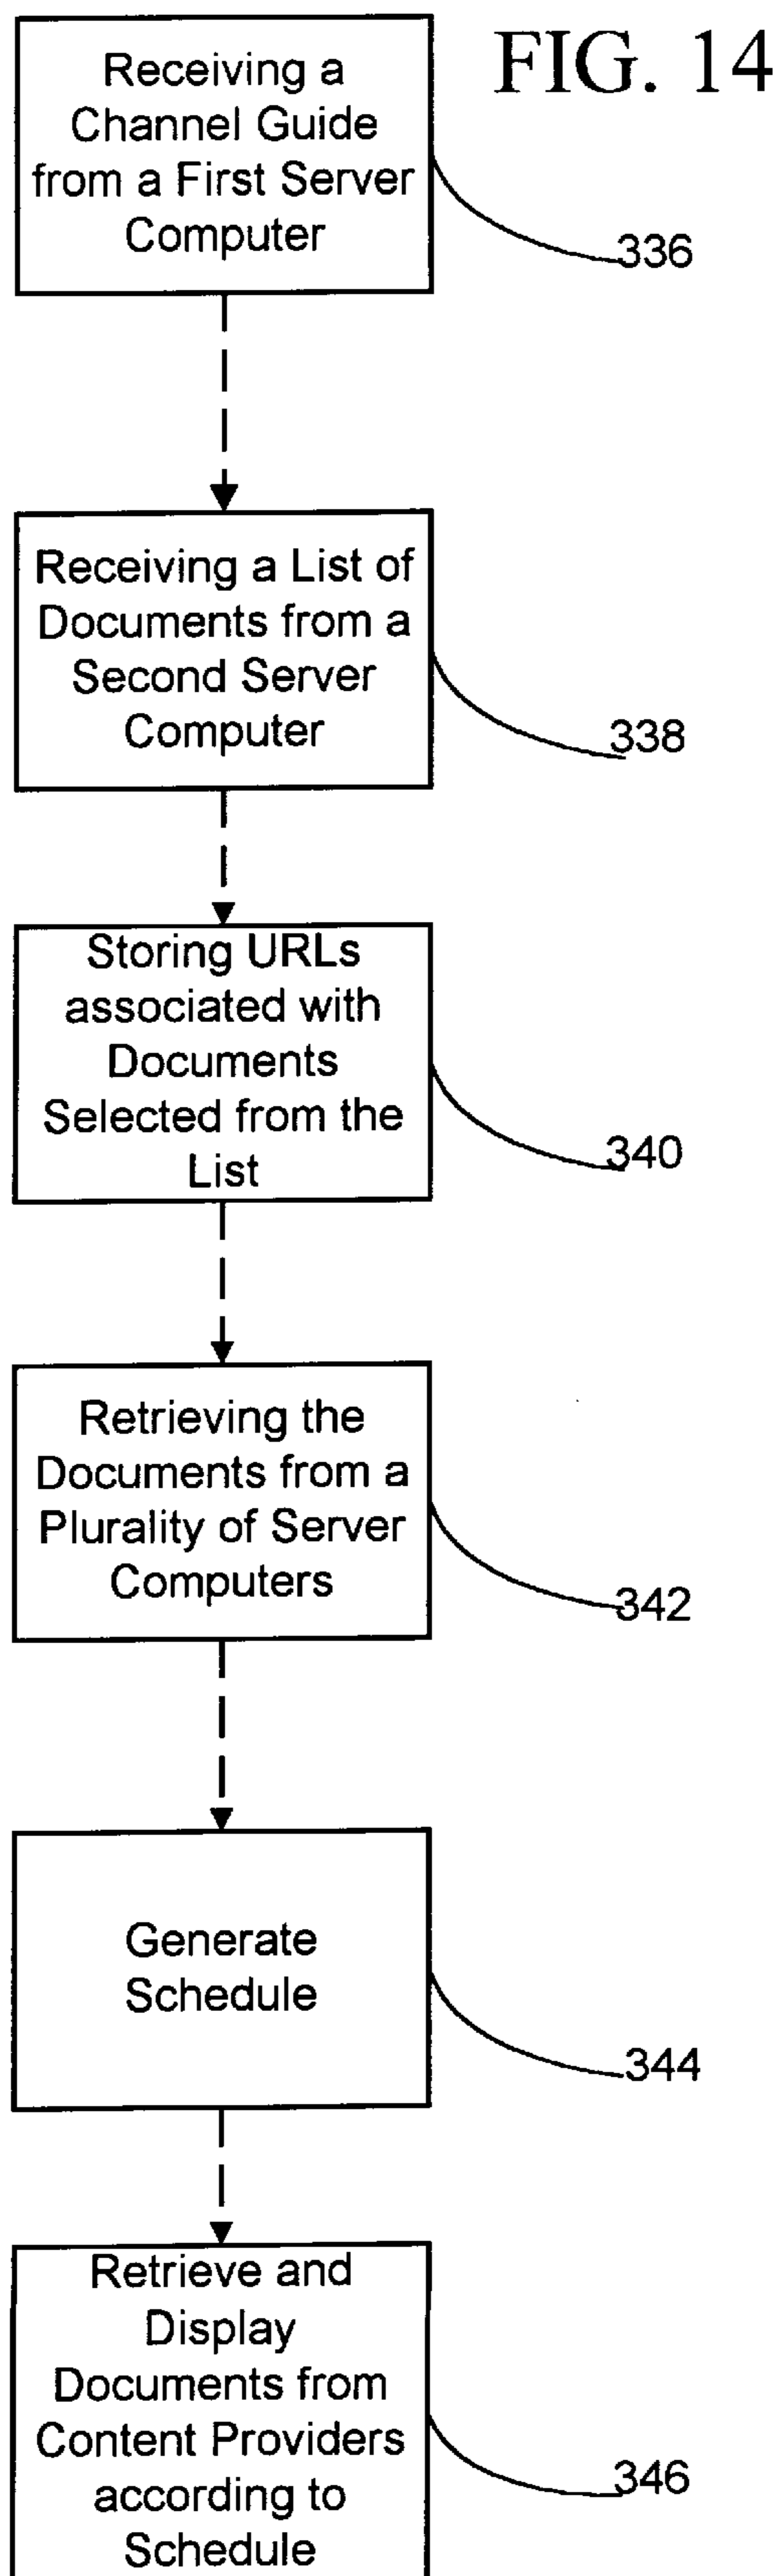 FIG. 14
Receiving a
Channel Guide
from a First Server
Computer
336
Receiving a List of
Documents from a
Second Server
Computer
338
Storing URLs
associated with
Documents
Selected from the
List
340
Retrieving the
Documents from a
Plurality of Server
Computers
342
Generate
Schedule
344
Retrieve and
Display
Documents from
Content Providers
according to
Schedule
346